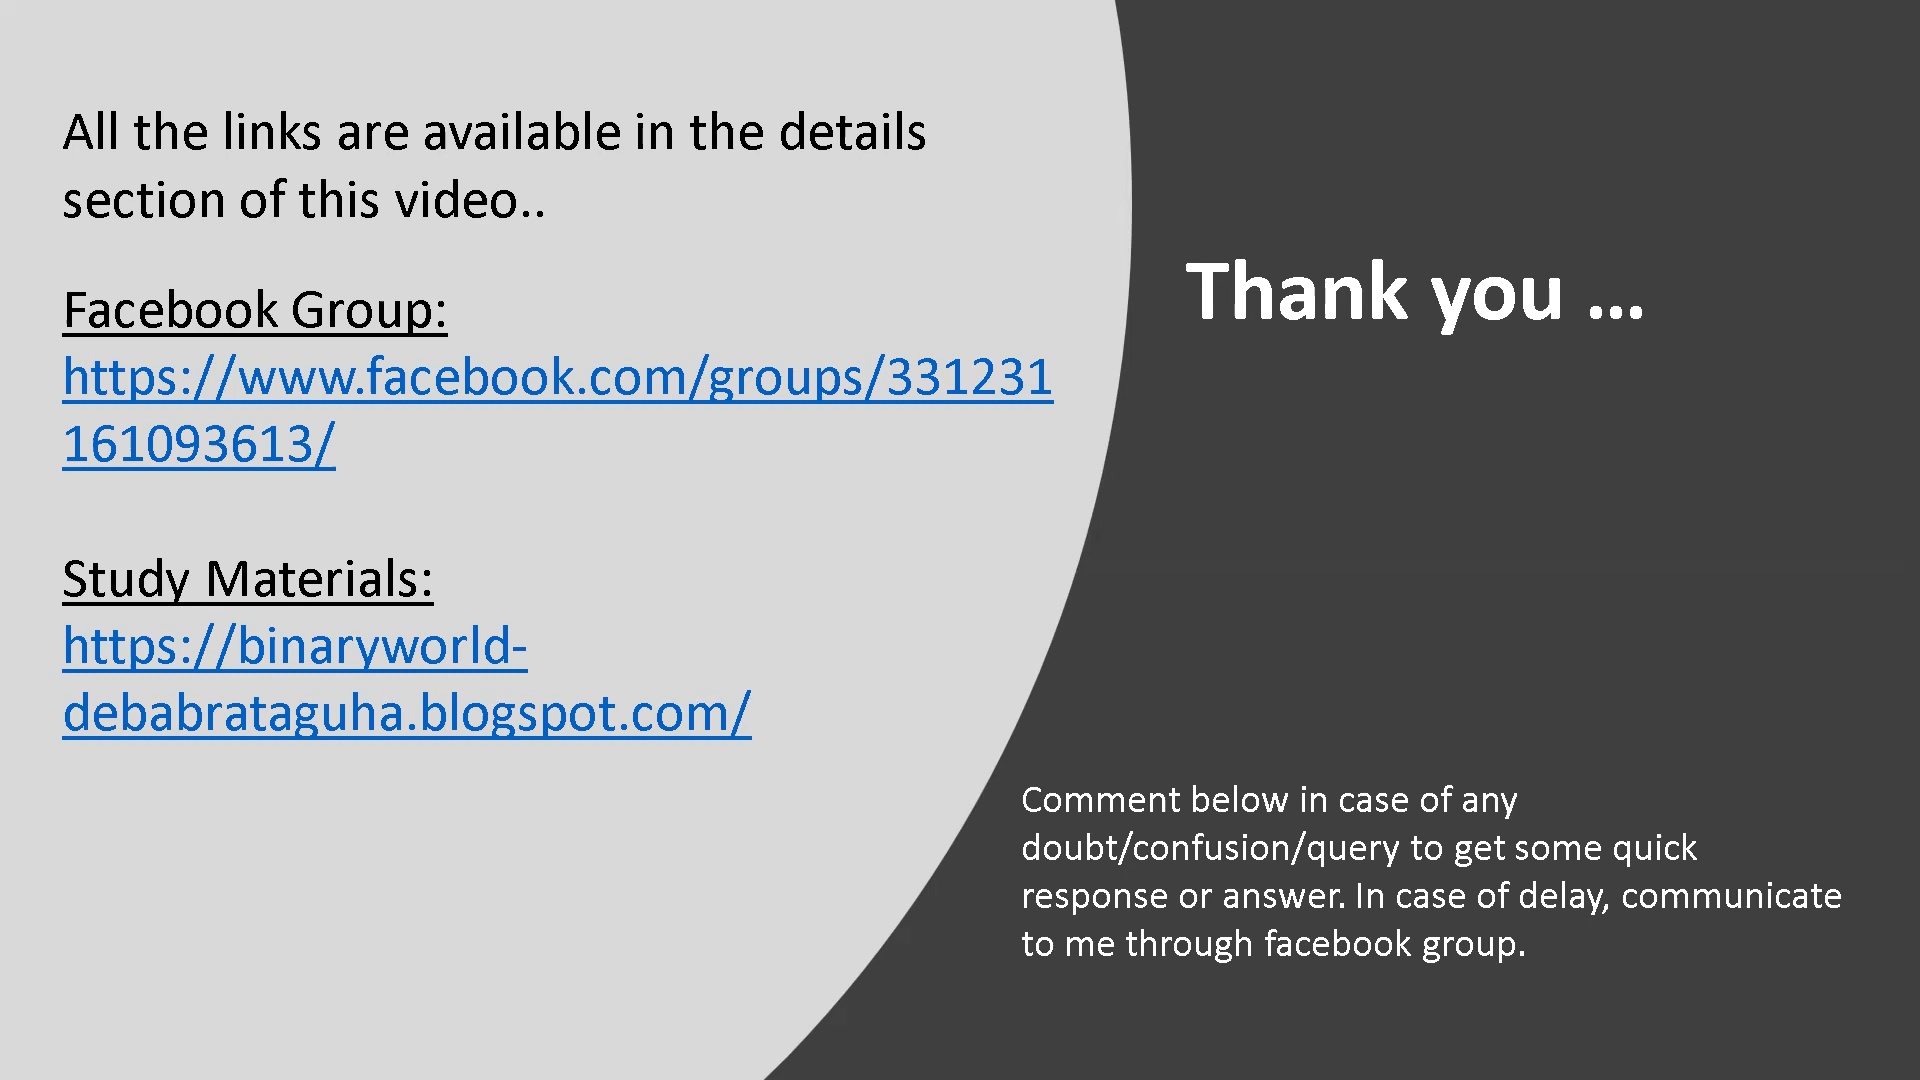 All the links are available in the details
section of this video..
Facebook Group:
https://www.facebook.com/groups/331231
161093613/
Study Materials:
https://binaryworld-
debabrataguha.blogspot.com/
Thank you ...
Comment below in case of any
doubt/confusion/query to get some quick
response or answer. In case of delay, communicate
to me through facebook group.